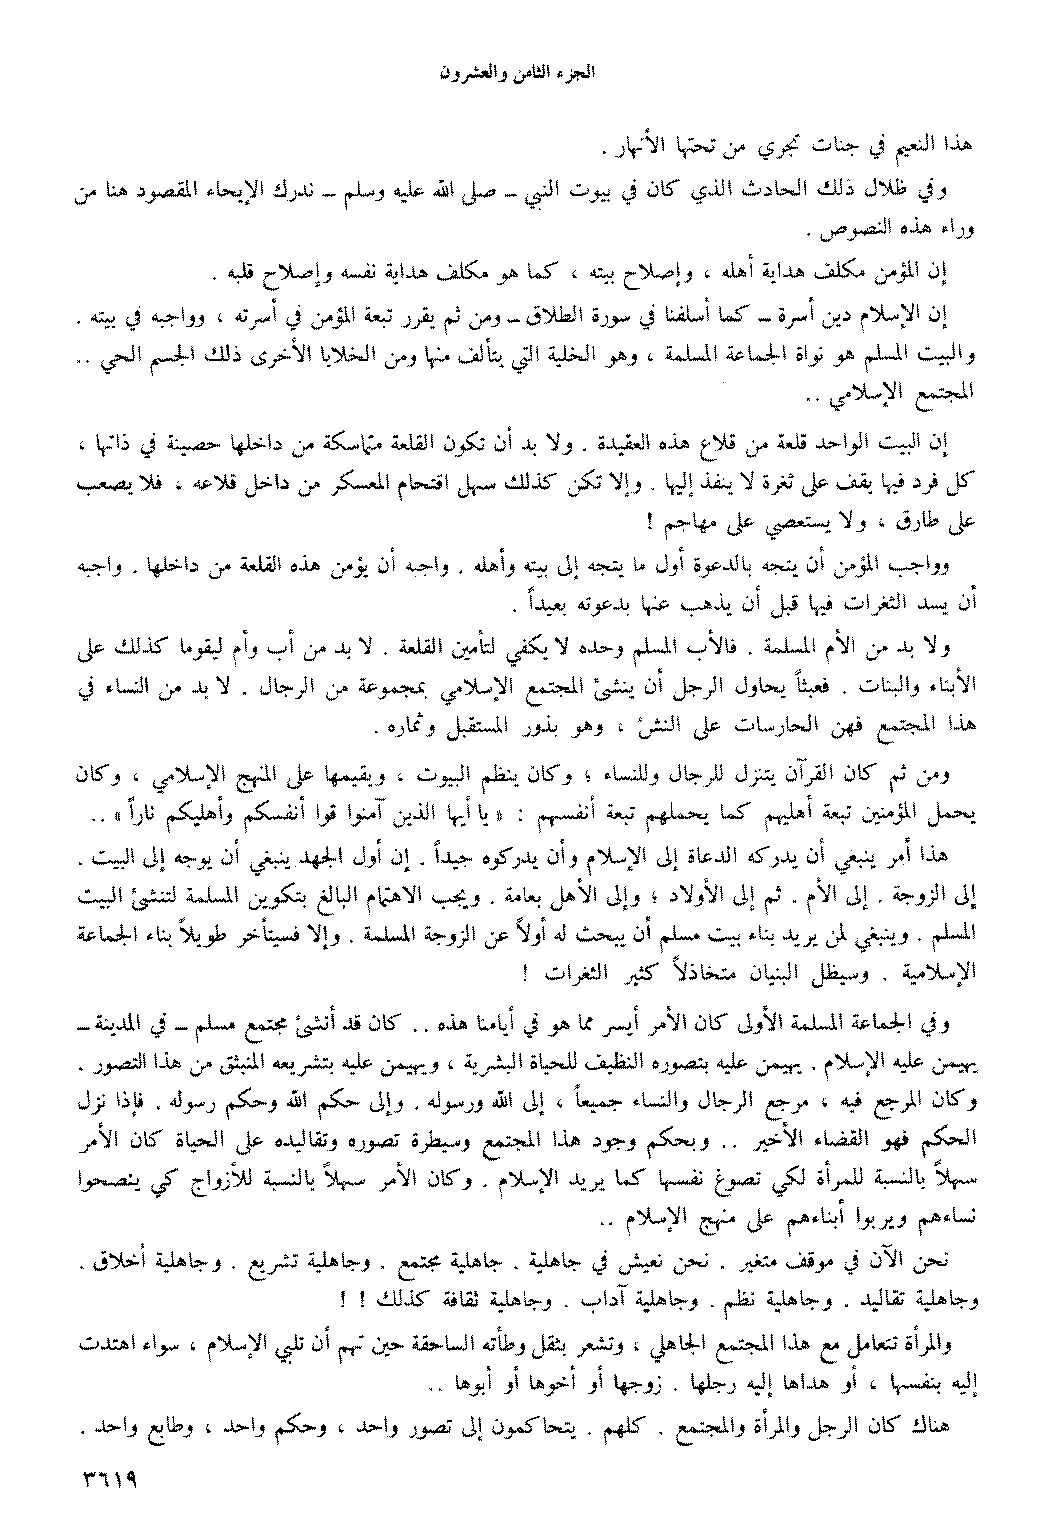 الجزء الثامن والعشرون
هذا النعيم في جنات تجري من تحتها الأنهار .
وفي ظلال ذلك الحادث الذي كان في بيوت النبي – صلى الله عليه وسلم – ندرك الإيحاء المقصود هنا من
وراء هذه النصوص .
إن المؤمن مكلف هداية أهله ، وإصلاح بيته ، كما هو مكلف هداية نفسه وإصلاح قلبه .
إن الإسلام دين أسرة – كما أسلفنا في سورة الطلاق – ومن ثم يقرر تبعة المؤمن في أسرته ، وواجبه في بيته .
والبيت المسلم هو نواة الجماعة المسلمة ، وهو الخلية التي يتألف منها ومن الخلايا الأخرى ذلك الجسم الحي ..
المجتمع الإسلامي ..
إن البيت الواحد قلعة من قلاع هذه العقيدة . ولا بد أن تكون القلعة متماسكة من داخلها حصينة في ذاتها ،
كل فرد فيها يقف على ثغرة لا ينفذ إليها . وإلا تكن كذلك سهل اقتحام المعسكر من داخل قلاعه ، فلا يصعب
على طارق ، ولا يستعصي على مهاجم !
وواجب المؤمن أن يتجه بالدعوة أول ما يتجه إلى بيته وأهله . واجبه أن يؤمن هذه القلعة من داخلها . واجبه
أن يسد الثغرات فيها قبل أن يذهب عنها بدعوته بعيداً .
ولا بد من الأم المسلمة . فالأب المسلم وحده لا يكفي لتأمين القلعة . لا بد من أب وأم ليقوما كذلك على
الأبناء والبنات . فعبثاً يحاول الرجل أن ينشئ المجتمع الإسلامي بمجموعة من الرجال . لا بد من النساء في
هذا المجتمع فهن الحارسات على النشئ ، وهو بذور المستقبل وثماره .
ومن ثم كان القرآن يتنزل للرجال وللنساء ؛ وكان ينظم البيوت ، ويقيمها على المنهج الإسلامي ، وكان
يحمل المؤمنين تبعة أهليهم كما يحملهم تبعة أنفسهم : « يا أيها الذين آمنوا قوا أنفسكم وأهليكم ناراً » ..
هذا أمر ينبغي أن يدركه الدعاة إلى الإسلام وأن يدركوه جيداً . إن أول الجهد ينبغي أن يوجه إلى البيت .
إلى الزوجة . إلى الأم . ثم إلى الأولاد ؛ وإلى الأهل بعامة . ويجب الاهتمام البالغ بتكوين المسلمة لتنشئ البيت
المسلم . وينبغي لمن يريد بناء بيت مسلم أن يبحث له أولاً عن الزوجة المسلمة . وإلا فسيتأخر طويلاً بناء الجماعة
الإسلامية . وسيظل البنيان متخاذلاً كثير الثغرات !
وفي الجماعة المسلمة الأولى كان الأمر أيسر مما هو في أيامنا هذه .. كان قد أنشئ مجتمع مسلم – في المدينة –
يهيمن عليه الإسلام . يهيمن عليه بتصوره النظيف للحياة البشرية ، ويهيمن عليه بتشريعه المنبثق من هذا التصور .
وكان المرجع فيه ، مرجع الرجال والنساء جميعاً ، إلى الله ورسوله . وإلى حكم الله وحكم رسوله . فإذا نزل
الحكم فهو القضاء الأخير .. وبحكم وجود هذا المجتمع وسيطرة تصوره وتقاليده على الحياة كان الأمر
سهلاً بالنسبة للمرأة لكي تصوغ نفسها كما يريد الإسلام . وكان الأمر سهلاً بالنسبة للأزواج كي ينصحوا
نساءهم ويربوا أبناءهم على منهج الإسلام ..
نحن الآن في موقف متغير . نحن نعيش في جاهلية . جاهلية مجتمع . وجاهلية تشريع . وجاهلية أخلاق .
وجاهلية تقاليد . وجاهلية نظم . وجاهلية آداب . وجاهلية ثقافة كذلك ! !
والمرأة تتعامل مع هذا المجتمع الجاهلي ، وتشعر بثقل وطأته الساحقة حين تهم أن تلبي الإسلام ، سواء اهتدت
إليه بنفسها ، أو هداها إليه رجلها . زوجها أو أخوها أو أبوها ..
هناك كان الرجل والمرأة والمجتمع . كلهم . يتحاكمون إلى تصور واحد ، وحكم واحد ، وطابع واحد .
٣٦١٩